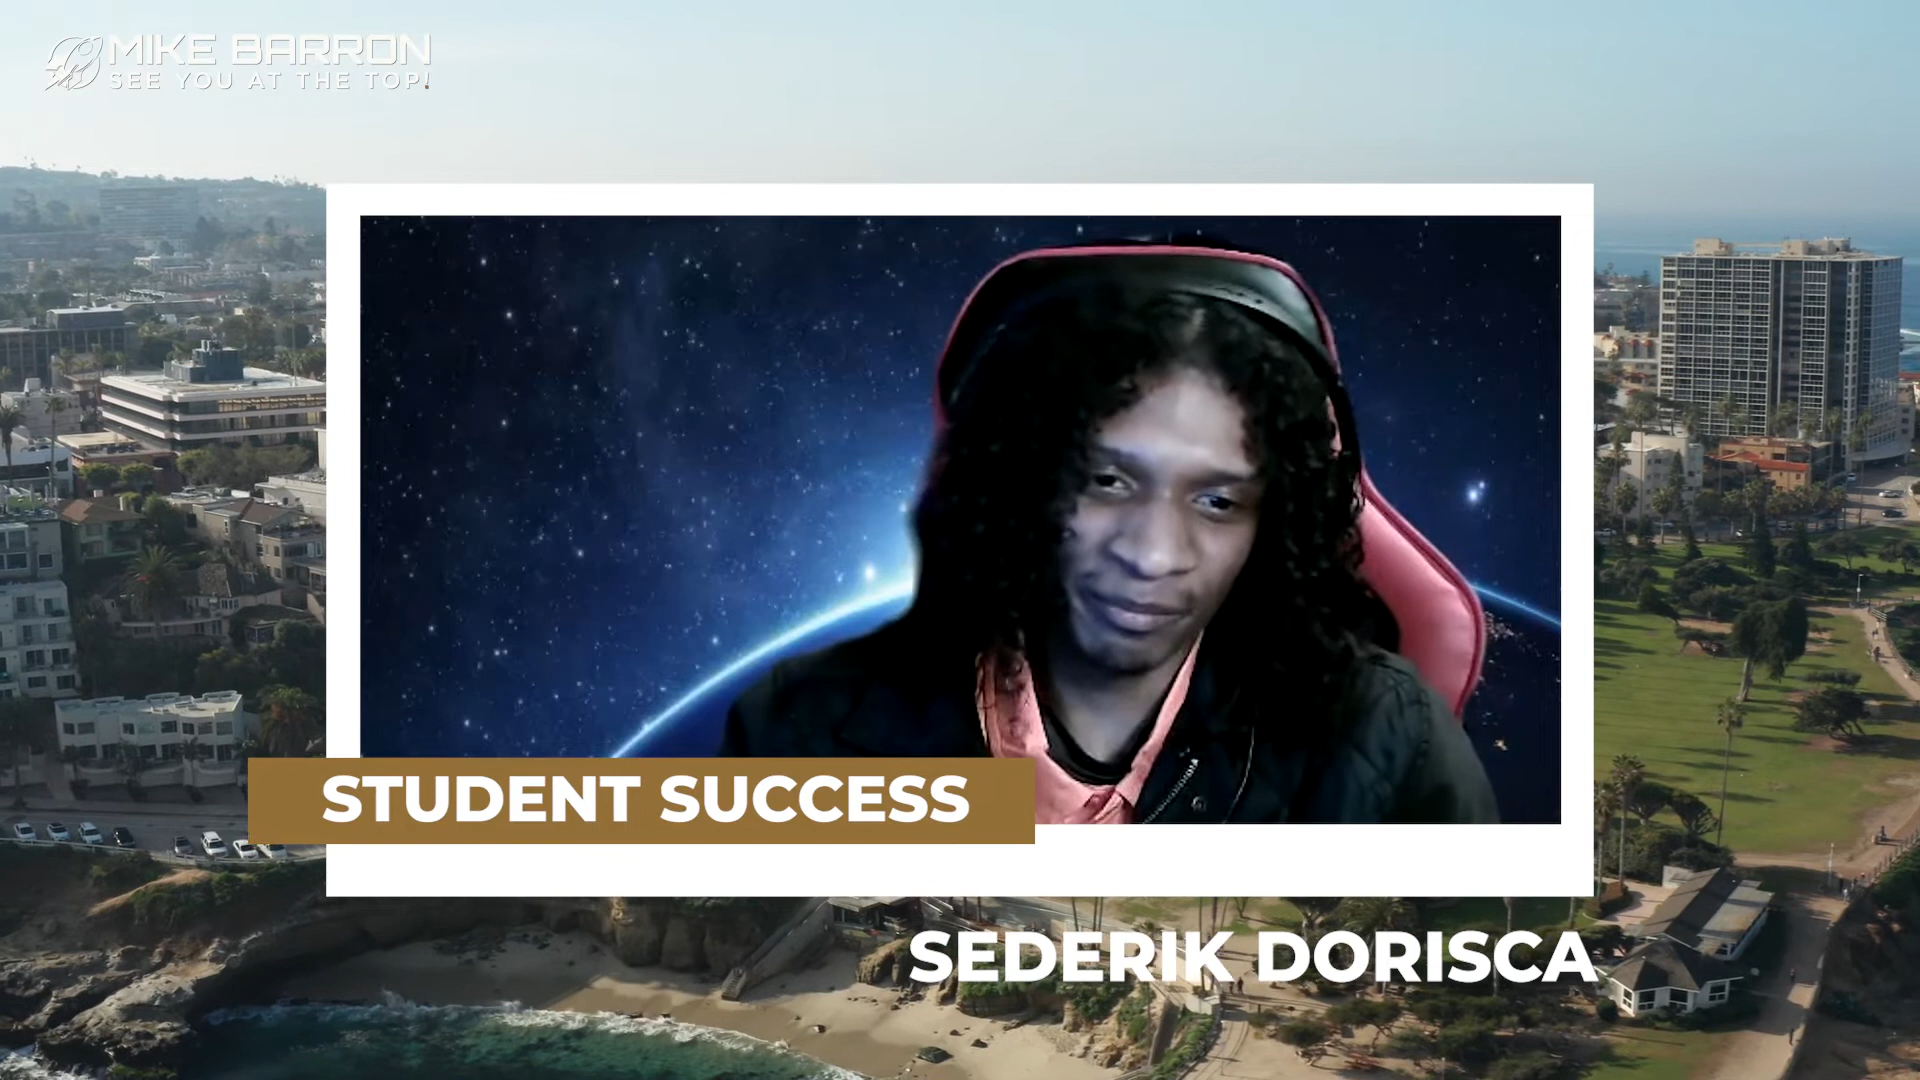 MIKE BARRON
SEE YOU AT THE TOP!
STUDENT SUCCESS
SEDERIK DORISCA